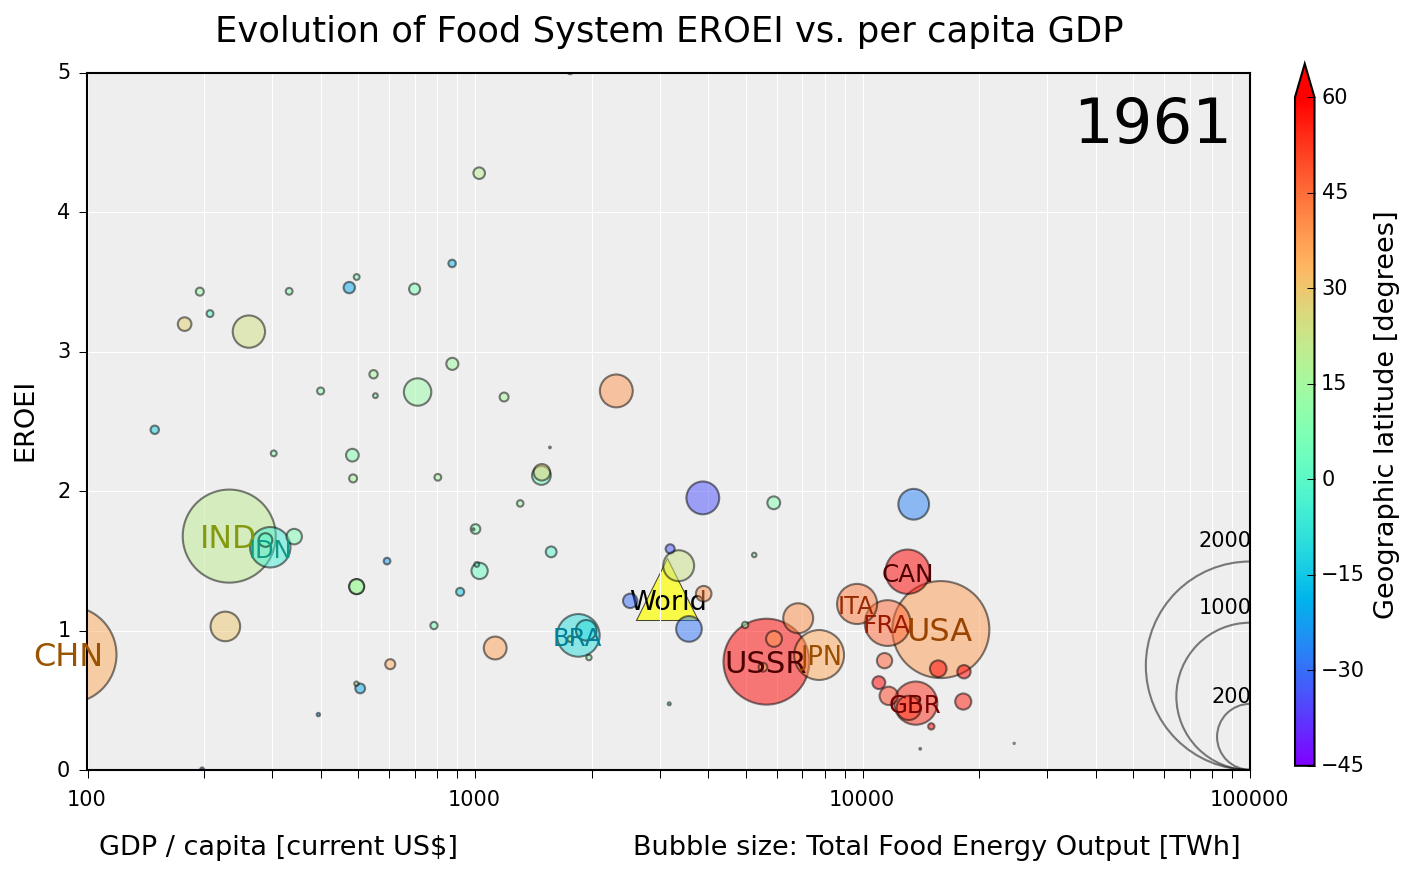 Evolution of Food System EROEI vs. per capita GDP
1961
5
4
3
2
1
0
EROEI
100
1000
10000
100000
GDP / capita [current US$]
Bubble size: Total Food Energy Output [TWh]
CHN
IND
IDN
BRA
World
USSR
JPN
ITA
FRA
CAN
USA
GBR
2000
1000
200
60
45
30
15
0
−15
−30
−45
Geographic latitude [degrees]